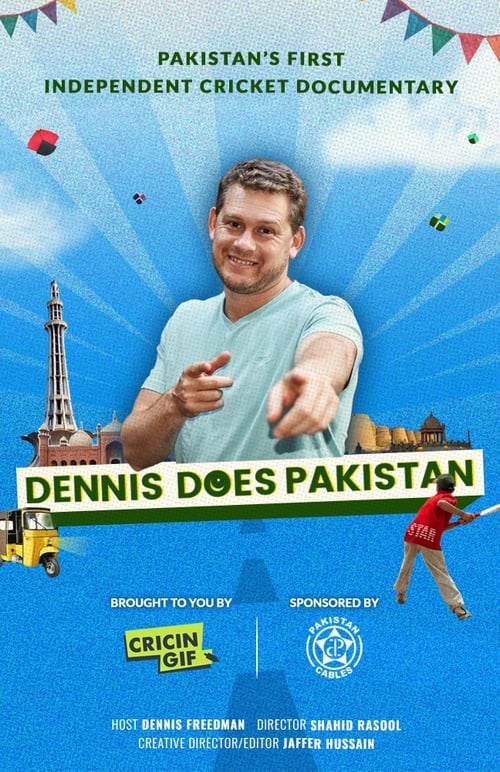 PAKISTAN'S FIRST
INDEPENDENT CRICKET DOCUMENTARY
DENNIS DOES PAKISTAN
STAR
BROUGHT TO YOU BY
SPONSORED BY
CRICIN
GIF
PAKISTAN
CABLES
HOST DENNIS FREEDMAN DIRECTOR SHAHID RASOOL
CREATIVE DIRECTOR/EDITOR JAFFER HUSSAIN